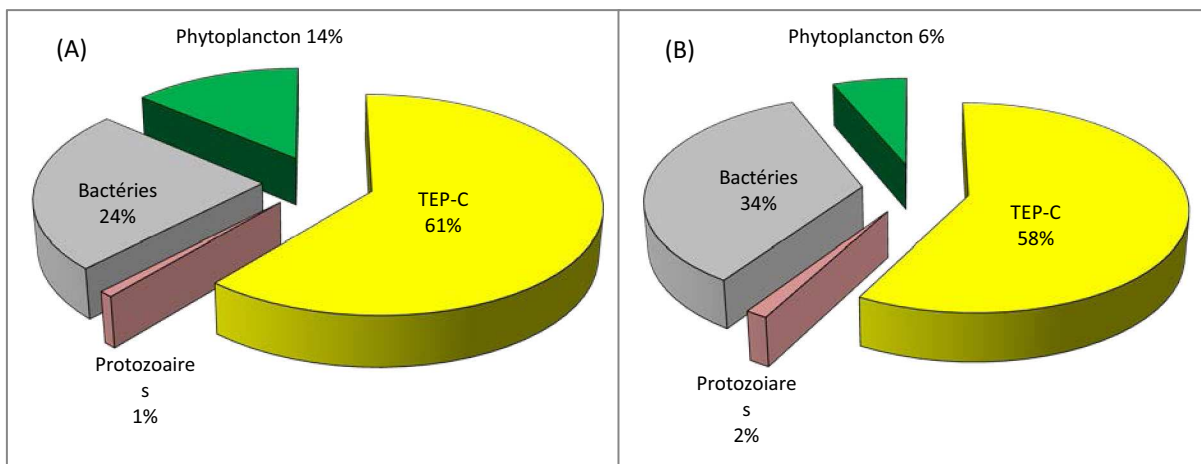 (A)
Phytoplancton 14%
Bactéries
24%
TEP-C
61%
Protozoaire
s
1%
(B)
Phytoplancton 6%
Bactéries
34%
TEP-C
58%
Protozoiare
s
2%